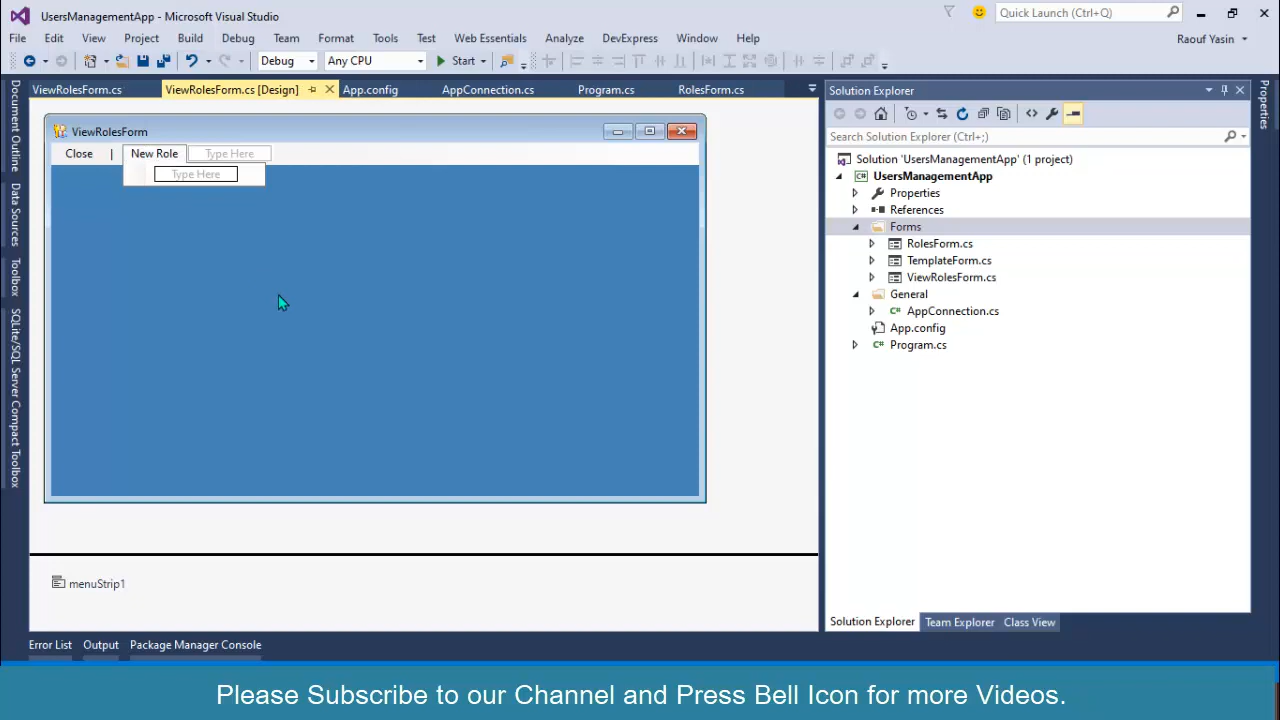 UsersManagementApp - Microsoft Visual Studio
Quick Launch (Ctrl+Q)
File Edit View Project Build Debug Team Format Tools Test Web Essentials Analyze DevExpress Window Help
Raouf Yasin
Debug Any CPU Start
ViewRolesForm.cs ViewRolesForm.cs [Design] App.config AppConnection.cs Program.cs RolesForm.cs
Document Outline
Data Sources
Toolbox
SQLite/SQL Server Compact Toolbox
ViewRolesForm
Close New Role Type Here
Type Here
menuStrip1
Solution Explorer
Search Solution Explorer (Ctrl+;)
Solution 'UsersManagementApp' (1 project)
UsersManagementApp
Properties
References
Forms
RolesForm.cs
TemplateForm.cs
ViewRolesForm.cs
General
AppConnection.cs
App.config
Program.cs
Solution Explorer Team Explorer Class View
Properties
Error List Output Package Manager Console
Please Subscribe to our Channel and Press Bell Icon for more Videos.